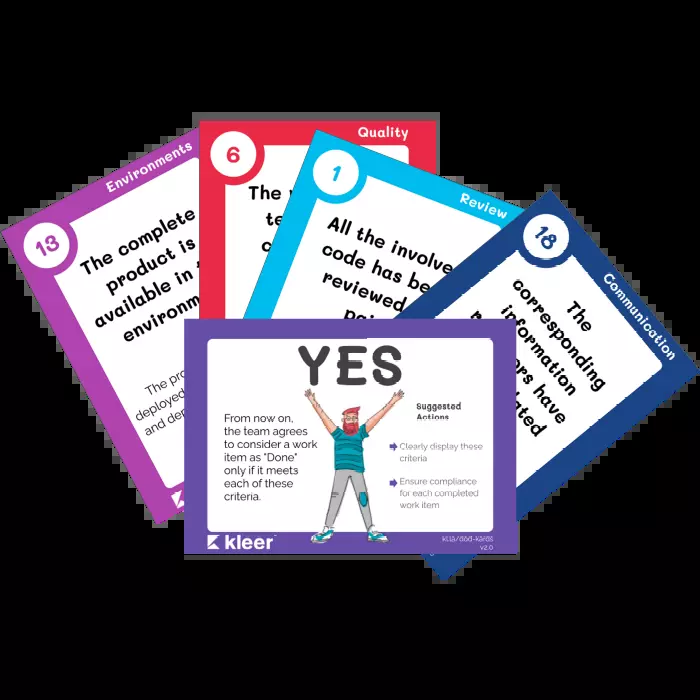 Environments
13
The complete
product is
available in
environm
The pro
deployed
and dep
Quality
6
The
te
c
Review
1
All the involve
code has be
reviewed
pai
Communication
18
The
corresponding
information
ors have
ated
YES
From now on,
the team agrees
to consider a work
item as "Done"
only if it meets
each of these
criteria.
Suggested
Actions
Clearly display these
criteria
Ensure compliance
for each completed
work item
kleer
kl.la/dod-kards
v2.0